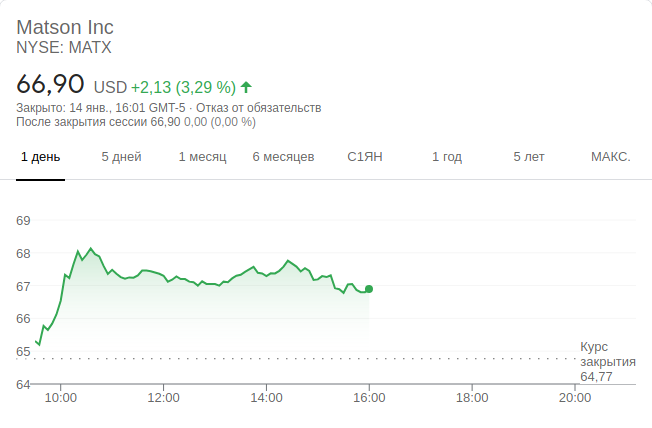 Matson Inc
NYSE: MATX
66,90 USD +2,13 (3,29 %)
Закрыто: 14 янв., 16:01 GMT-5 · Отказ от обязательств
После закрытия сессии 66,90 0,00 (0,00 %)
1 день 5 дней 1 месяц 6 месяцев С1ЯН 1 год 5 лет МАКС.
69
68
67
66
65
64
Курс
закрытия
64,77
10:00 12:00 14:00 16:00 18:00 20:00